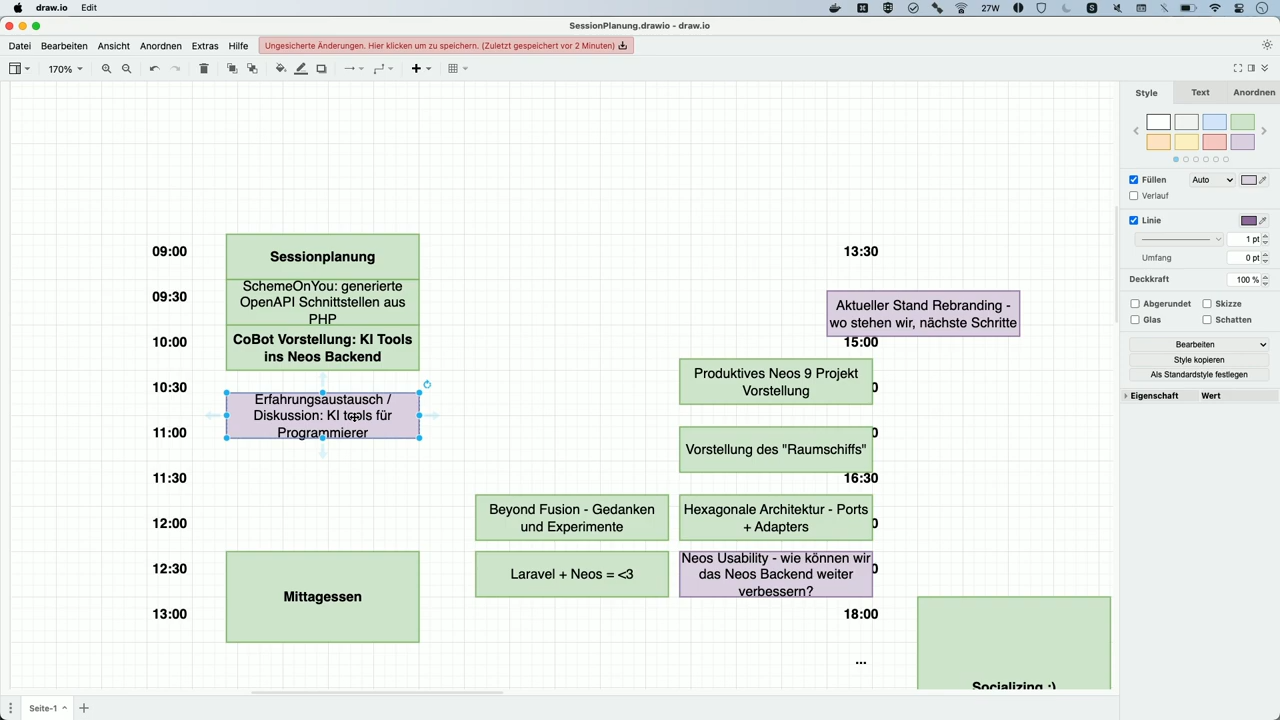 draw.io
Edit
27W
SessionPlanung.drawio - draw.io
Datei
Bearbeiten
Ansicht
Anordnen
Extras
Hilfe
Ungesicherte Änderungen. Hier klicken um zu speichern. (Zuletzt gespeichert vor 2 Minuten)
170%
Style
Text
Anordnen
Füllen
Auto
Verlauf
Linie
1 pt
Umfang
0 pt
Deckkraft
100 %
Abgerundet
Skizze
Glas
Schatten
Bearbeiten
Style kopieren
Als Standardstyle festlegen
Eigenschaft
Wert
09:00
09:30
10:00
10:30
11:00
11:30
12:00
12:30
13:00
Sessionplanung
SchemeOnYou: generierte
OpenAPI Schnittstellen aus
PHP
CoBot Vorstellung: KI Tools
ins Neos Backend
Erfahrungsaustausch /
Diskussion: KI tools für
Programmierer
Mittagessen
Beyond Fusion - Gedanken
und Experimente
Laravel + Neos = <3
Produktives Neos 9 Projekt
Vorstellung
Vorstellung des "Raumschiffs"
Hexagonale Architektur - Ports
+ Adapters
Neos Usability - wie können wir
das Neos Backend weiter
verbessern?
13:30
Aktueller Stand Rebranding -
wo stehen wir, nächste Schritte
15:00
0
0
16:30
0
0
18:00
...
Socializing :)
Seite-1